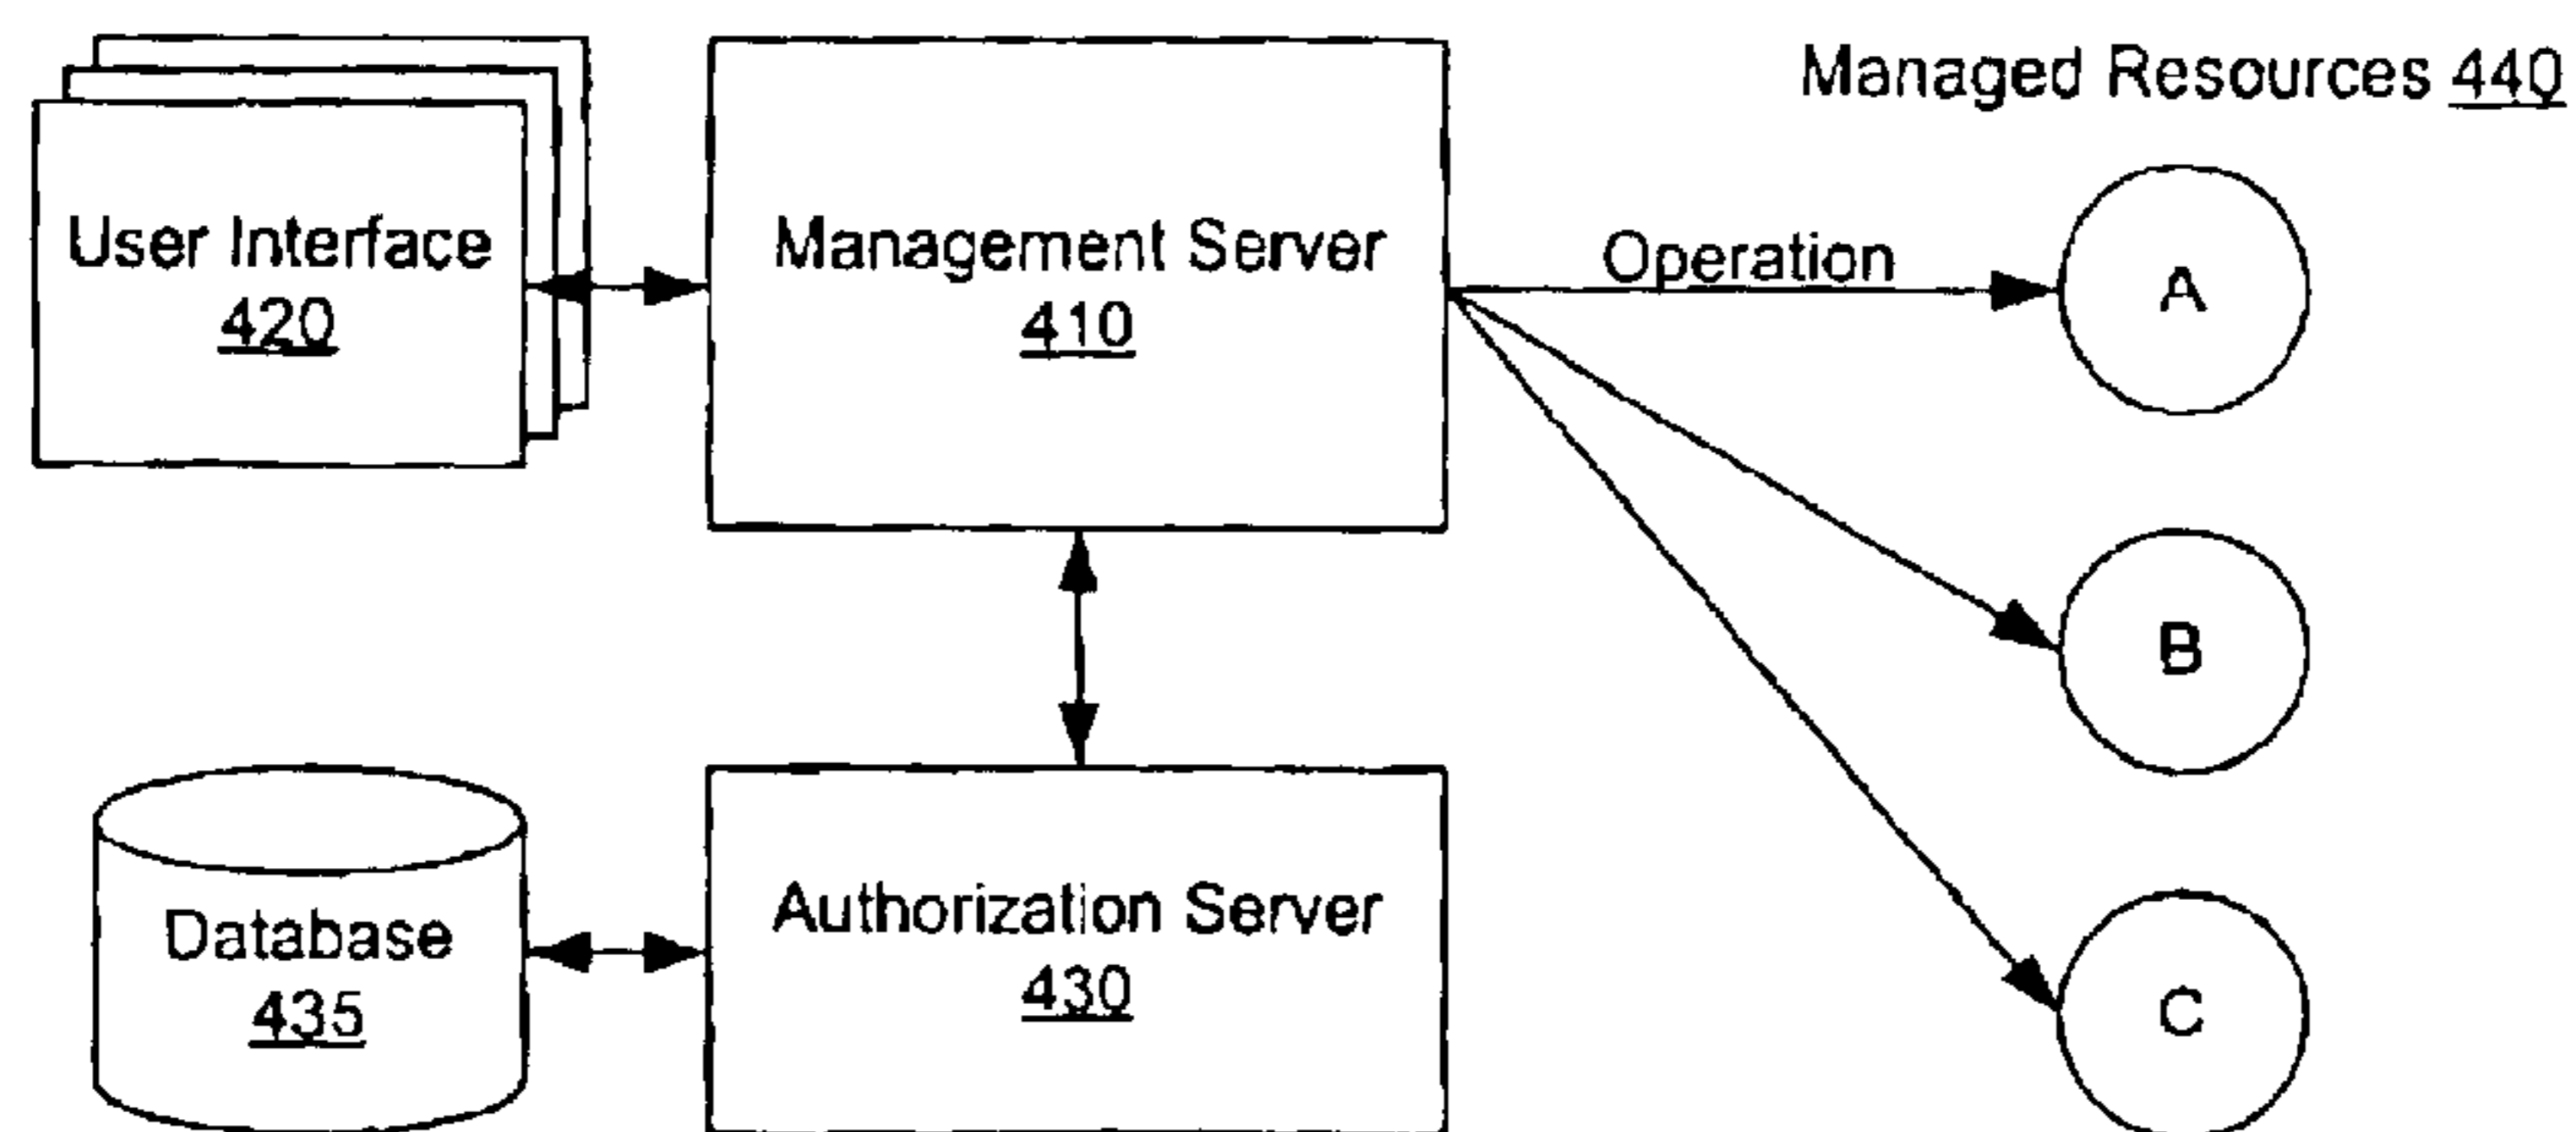 User Interface
420
Management Server
410
Managed Resources 440
Operation
A
B
C
Database
435
Authorization Server
430